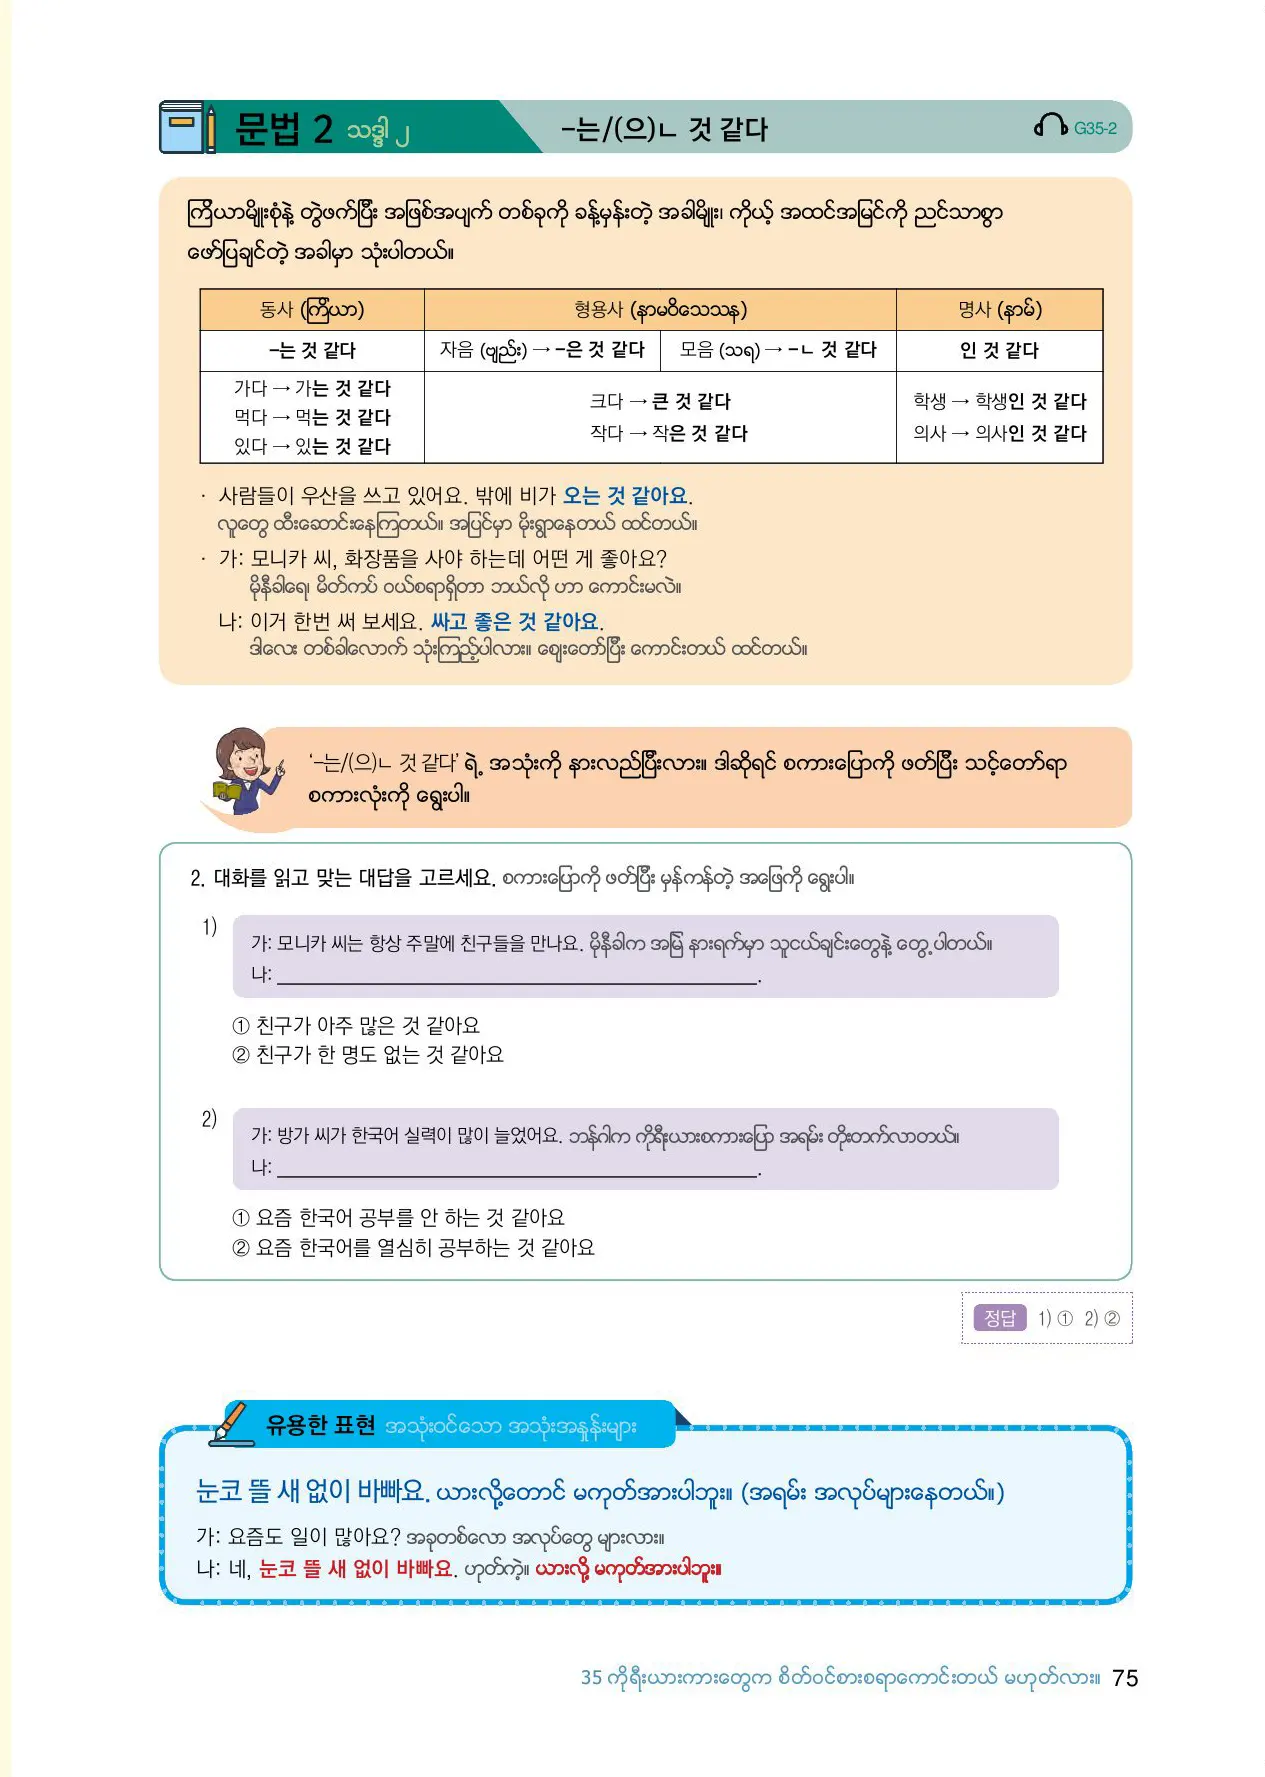 문법 2 သဒ္ဒါ ၂
-는/(으)ㄴ 것 같다
G35-2
ကြိယာမျိုးစုံနဲ့ တွဲဖက်ပြီး အဖြစ်အပျက် တစ်ခုကို ခန့်မှန်းတဲ့ အခါမျိုး၊ ကိုယ့် အထင်အမြင်ကို ညင်သာစွာ
ဖော်ပြချင်တဲ့ အခါမှာ သုံးပါတယ်။
동사 (ကြိယာ) 형용사 (နာမဝိသေသန) 명사 (နာမ်)
-는 것 같다 자음 (ဗျည်း) → -은 것 같다 모음 (သရ) → -ㄴ 것 같다 인 것 같다
가다 → 가는 것 같다
먹다 → 먹는 것 같다
있다 → 있는 것 같다
크다 → 큰 것 같다
작다 → 작은 것 같다
학생 → 학생인 것 같다
의사 → 의사인 것 같다
· 사람들이 우산을 쓰고 있어요. 밖에 비가 오는 것 같아요.
လူတွေ ထီးဆောင်းနေကြတယ်။ အပြင်မှာ မိုးရွာနေတယ် ထင်တယ်။
· 가: 모니카 씨, 화장품을 사야 하는데 어떤 게 좋아요?
မိုနီခါရေ၊ မိတ်ကပ် ဝယ်စရာရှိတာ ဘယ်လို ဟာ ကောင်းမလဲ။
나: 이거 한번 써 보세요. 싸고 좋은 것 같아요.
ဒါလေး တစ်ခါလောက် သုံးကြည့်ပါလား။ ဈေးတော်ပြီး ကောင်းတယ် ထင်တယ်။
‘-는/(으)ㄴ 것 같다’ ရဲ့ အသုံးကို နားလည်ပြီးလား။ ဒါဆိုရင် စကားပြောကို ဖတ်ပြီး သင့်တော်ရာ
စကားလုံးကို ရွေးပါ။
2. 대화를 읽고 맞는 대답을 고르세요. စကားပြောကို ဖတ်ပြီး မှန်ကန်တဲ့ အဖြေကို ရွေးပါ။
1)
가: 모니카 씨는 항상 주말에 친구들을 만나요. မိုနီခါက အမြဲ နားရက်မှာ သူငယ်ချင်းတွေနဲ့ တွေ့ပါတယ်။
나: ________________________________________.
① 친구가 아주 많은 것 같아요
② 친구가 한 명도 없는 것 같아요
2)
가: 방가 씨가 한국어 실력이 많이 늘었어요. ဘန်ဂါက ကိုရီးယားစကားပြော အရမ်း တိုးတက်လာတယ်။
나: ________________________________________.
① 요즘 한국어 공부를 안 하는 것 같아요
② 요즘 한국어를 열심히 공부하는 것 같아요
정답 1) ① 2) ②
유용한 표현 အသုံးဝင်သော အသုံးအနှုန်းများ
눈코 뜰 새 없이 바빠요. ယားလို့တောင် မကုတ်အားပါဘူး။ (အရမ်း အလုပ်များနေတယ်။)
가: 요즘도 일이 많아요? အခုတစ်လော အလုပ်တွေ များလား။
나: 네, 눈코 뜰 새 없이 바빠요. ဟုတ်ကဲ့။ ယားလို့ မကုတ်အားပါဘူး။
35 ကိုရီးယားကားတွေက စိတ်ဝင်စားစရာကောင်းတယ် မဟုတ်လား။ 75